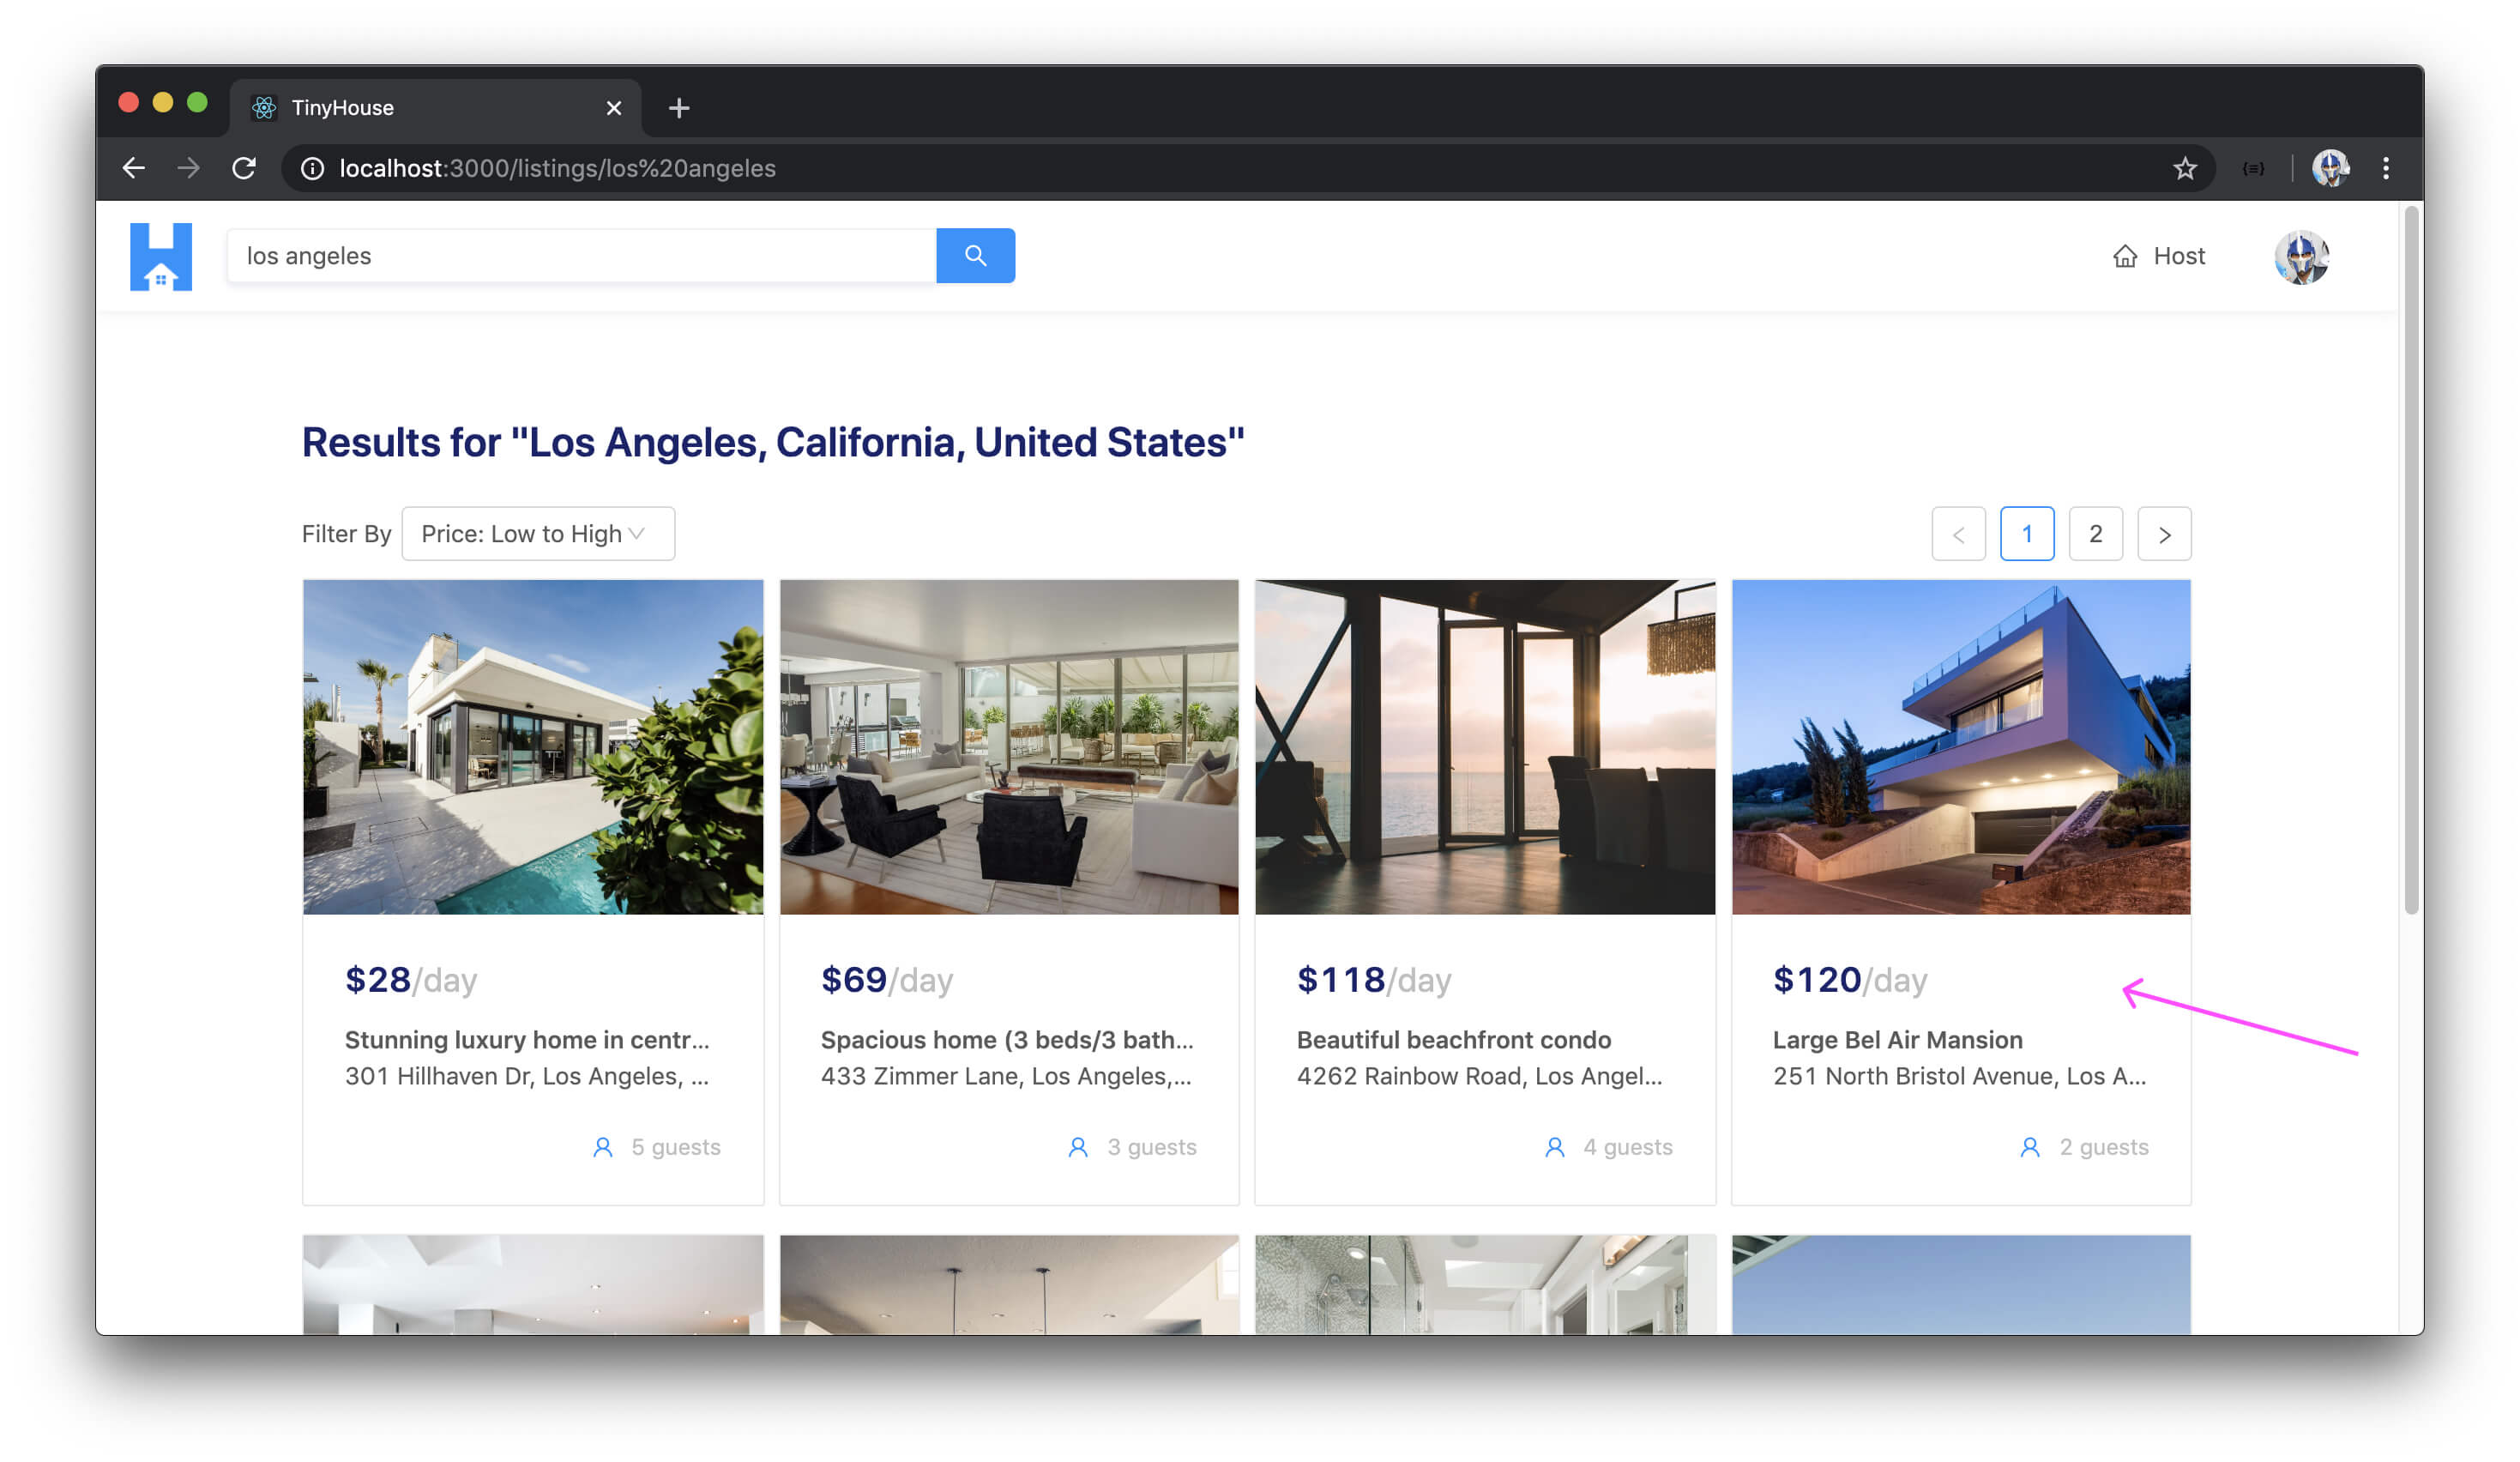 TinyHouse
localhost:3000/listings/los%20angeles
los angeles
Host
Results for "Los Angeles, California, United States"
Filter By
Price: Low to High
1
2
$28/day
Stunning luxury home in centr...
301 Hillhaven Dr, Los Angeles, ...
5 guests
$69/day
Spacious home (3 beds/3 bath...
433 Zimmer Lane, Los Angeles,...
3 guests
$118/day
Beautiful beachfront condo
4262 Rainbow Road, Los Angel...
4 guests
$120/day
Large Bel Air Mansion
251 North Bristol Avenue, Los A...
2 guests